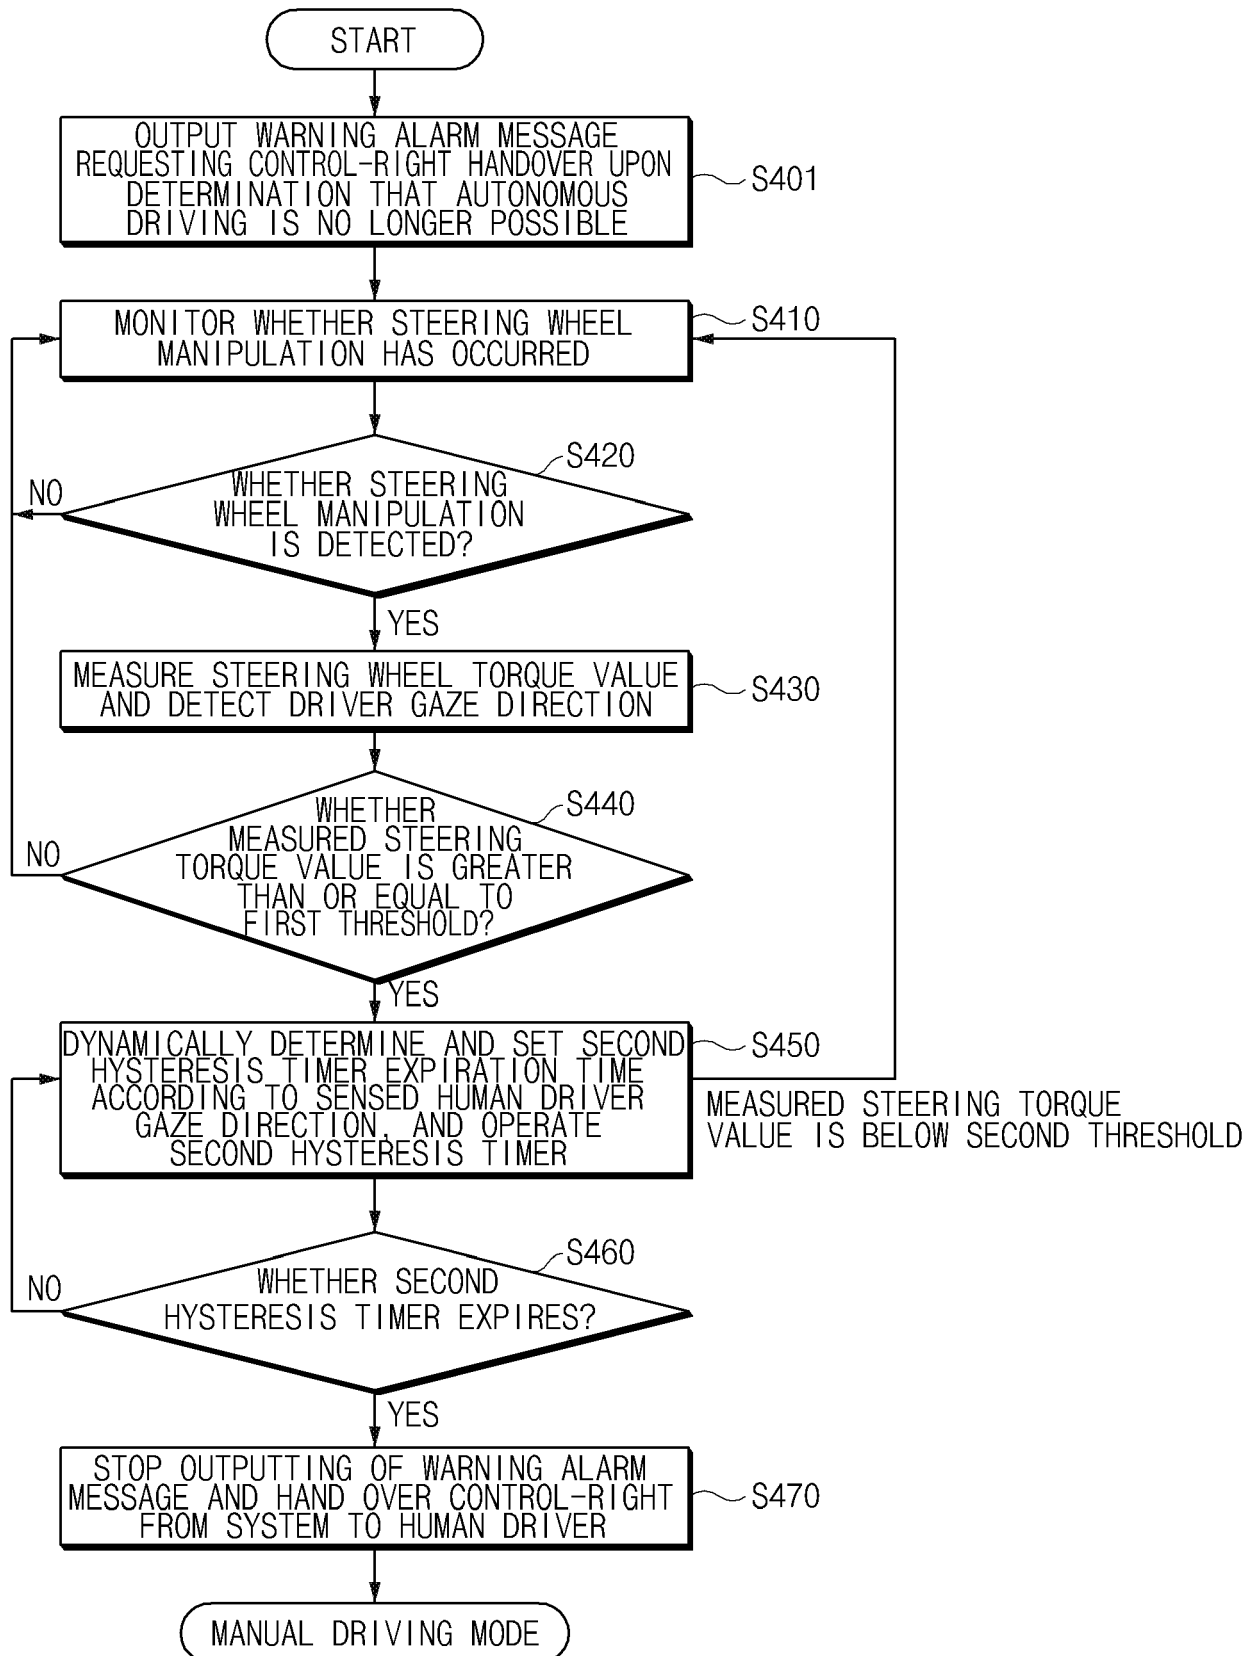 START
OUTPUT WARNING ALARM MESSAGE
REQUESTING CONTROL-RIGHT HANDOVER UPON
DETERMINATION THAT AUTONOMOUS
DRIVING IS NO LONGER POSSIBLE
S401
MONITOR WHETHER STEERING WHEEL
MANIPULATION HAS OCCURRED
S410
S420
WHETHER STEERING
WHEEL MANIPULATION
IS DETECTED?
NO
YES
MEASURE STEERING WHEEL TORQUE VALUE
AND DETECT DRIVER GAZE DIRECTION
S430
S440
WHETHER
MEASURED STEERING
TORQUE VALUE IS GREATER
THAN OR EQUAL TO
FIRST THRESHOLD?
NO
YES
DYNAMICALLY DETERMINE AND SET SECOND
HYSTERESIS TIMER EXPIRATION TIME
ACCORDING TO SENSED HUMAN DRIVER
GAZE DIRECTION, AND OPERATE
SECOND HYSTERESIS TIMER
S450
MEASURED STEERING TORQUE
VALUE IS BELOW SECOND THRESHOLD
S460
WHETHER SECOND
HYSTERESIS TIMER EXPIRES?
NO
YES
STOP OUTPUTTING OF WARNING ALARM
MESSAGE AND HAND OVER CONTROL-RIGHT
FROM SYSTEM TO HUMAN DRIVER
S470
MANUAL DRIVING MODE